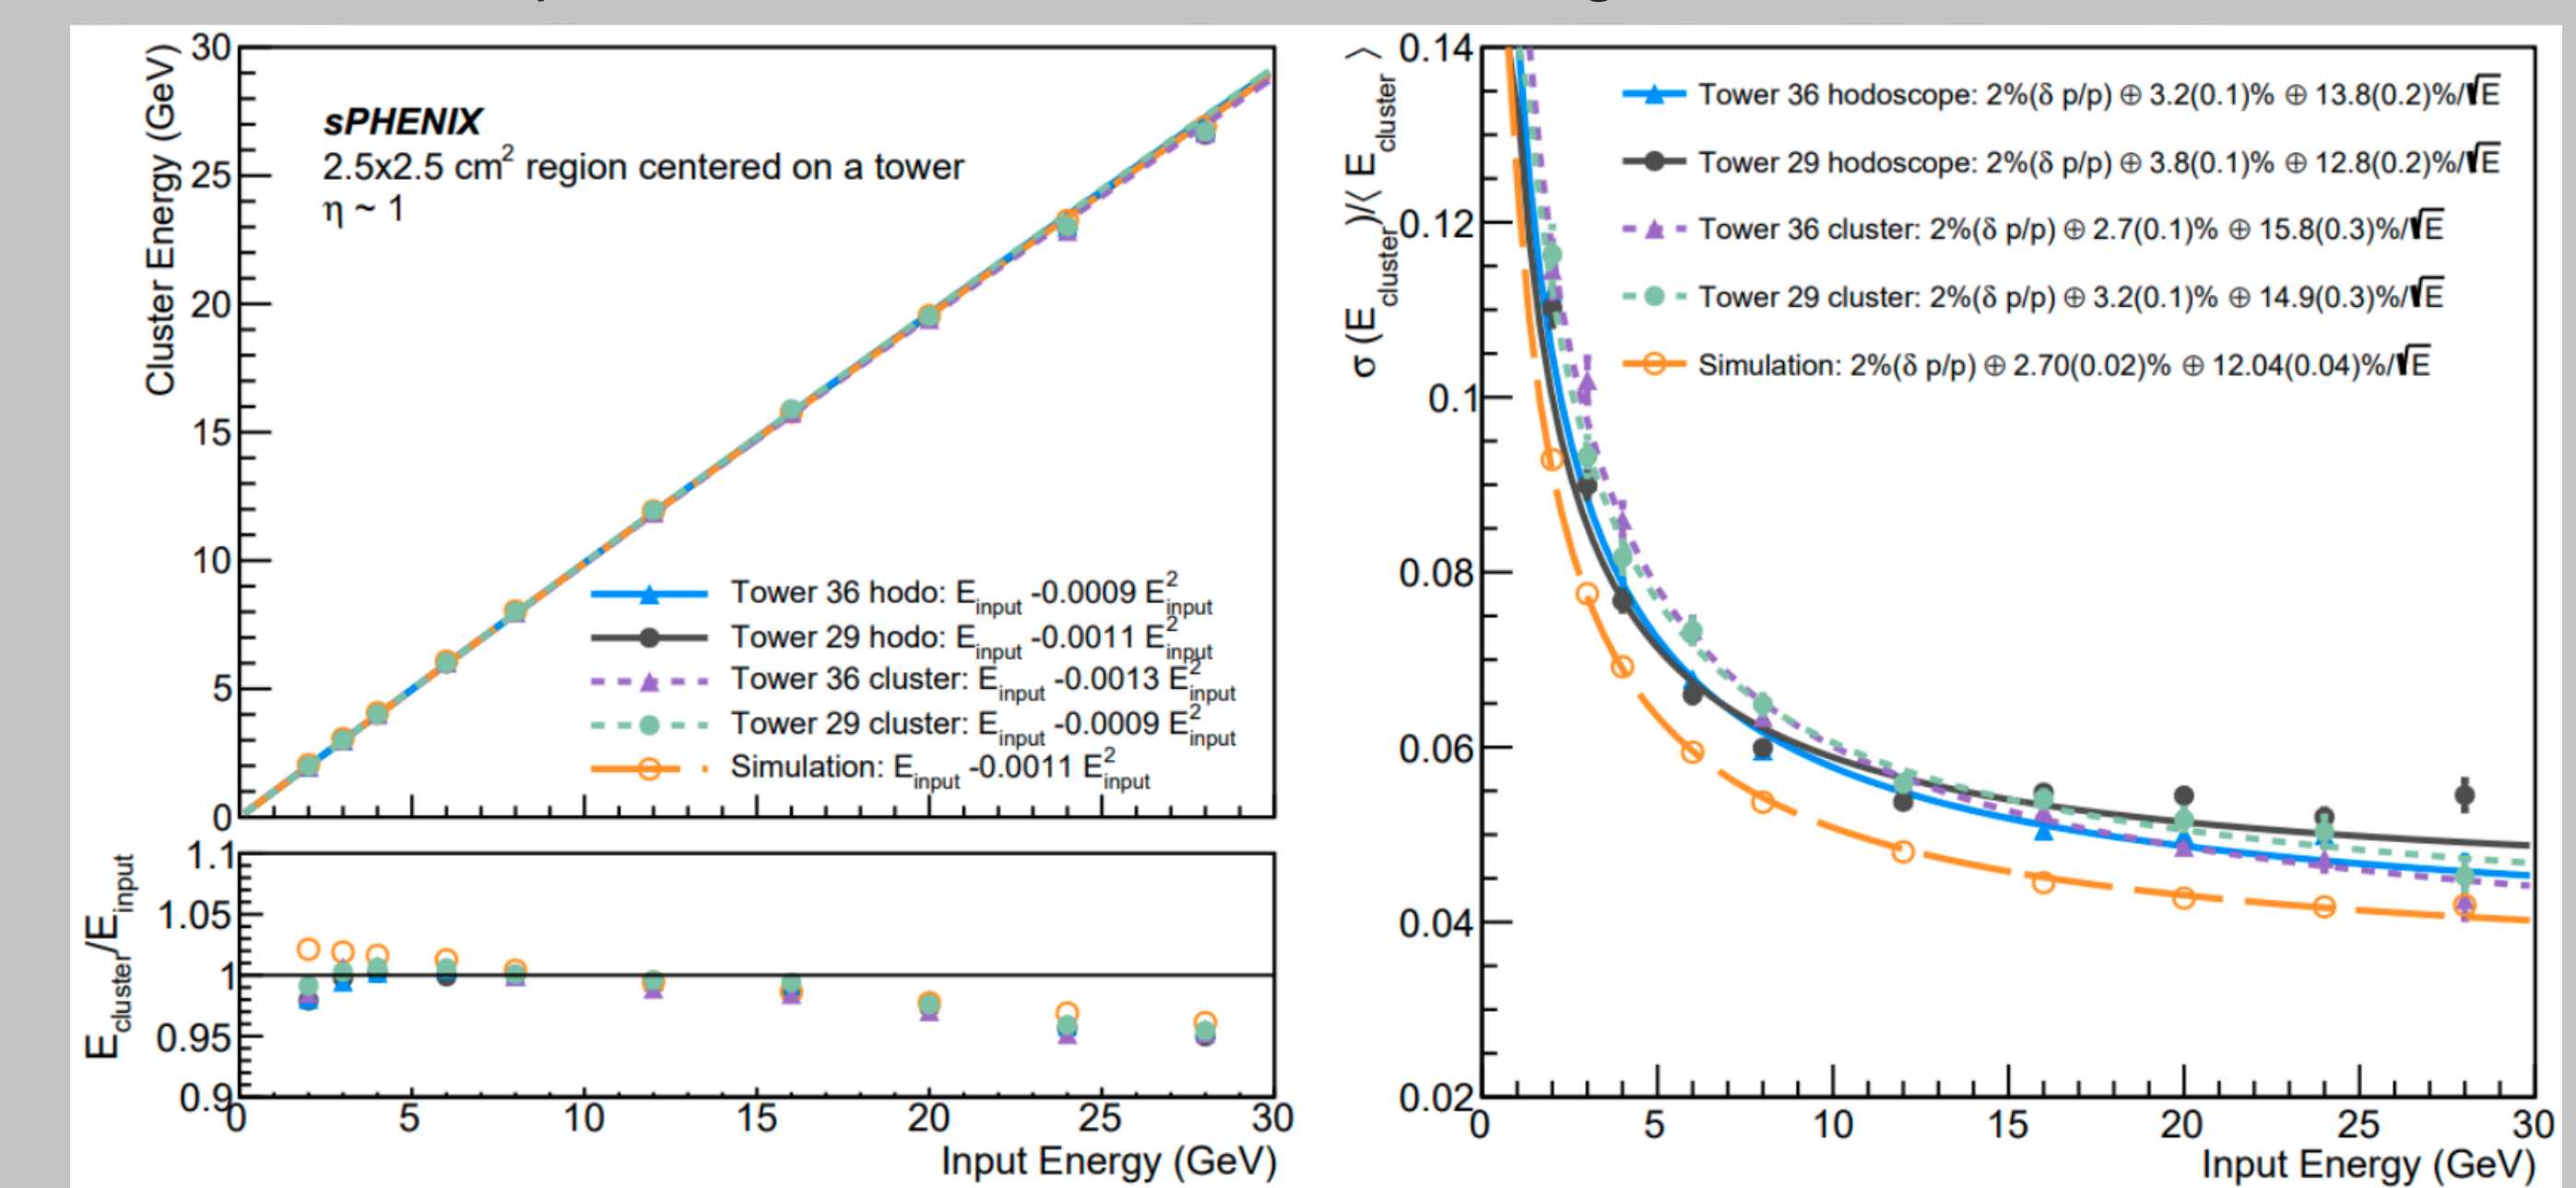 30
25
20
15
10
5
0
Cluster Energy (GeV)
sPHENIX
2.5x2.5 cm² region centered on a tower
η ~ 1
Tower 36 hodo: E_input -0.0009 E²_input
Tower 29 hodo: E_input -0.0011 E²_input
Tower 36 cluster: E_input -0.0013 E²_input
Tower 29 cluster: E_input -0.0009 E²_input
Simulation: E_input -0.0011 E²_input
1.1
1.05
1
0.95
0.9
E_cluster/E_input
0 5 10 15 20 25 30
Input Energy (GeV)
0.14
0.12
0.1
0.08
0.06
0.04
0.02
σ (E_cluster)/⟨ E_cluster ⟩
Tower 36 hodoscope: 2%(δ p/p) ⊕ 3.2(0.1)% ⊕ 13.8(0.2)%/√E
Tower 29 hodoscope: 2%(δ p/p) ⊕ 3.8(0.1)% ⊕ 12.8(0.2)%/√E
Tower 36 cluster: 2%(δ p/p) ⊕ 2.7(0.1)% ⊕ 15.8(0.3)%/√E
Tower 29 cluster: 2%(δ p/p) ⊕ 3.2(0.1)% ⊕ 14.9(0.3)%/√E
Simulation: 2%(δ p/p) ⊕ 2.70(0.02)% ⊕ 12.04(0.04)%/√E
0 5 10 15 20 25 30
Input Energy (GeV)